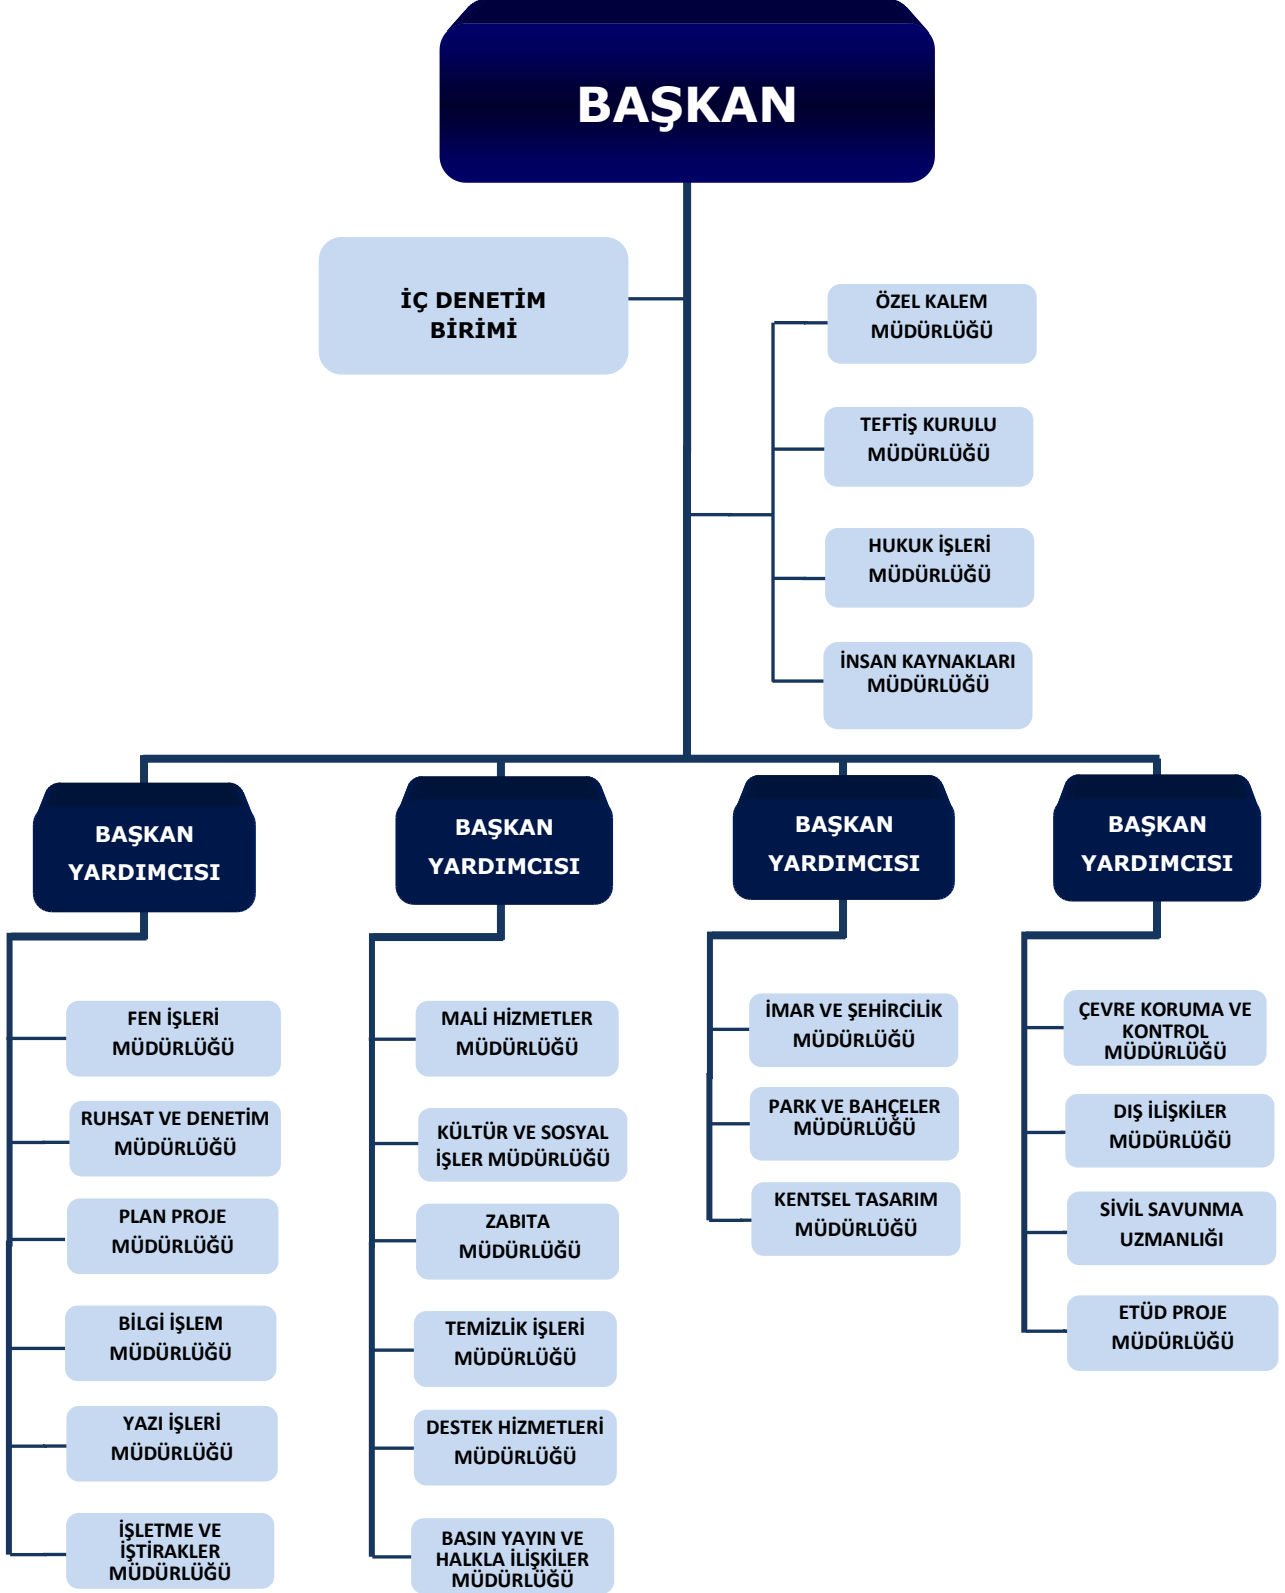 BAŞKAN
İÇ DENETİM
BİRİMİ
ÖZEL KALEM
MÜDÜRLÜĞÜ
TEFTİŞ KURULU
MÜDÜRLÜĞÜ
HUKUK İŞLERİ
MÜDÜRLÜĞÜ
İNSAN KAYNAKLARI
MÜDÜRLÜĞÜ
BAŞKAN
YARDIMCISI
FEN İŞLERİ
MÜDÜRLÜĞÜ
RUHSAT VE DENETİM
MÜDÜRLÜĞÜ
PLAN PROJE
MÜDÜRLÜĞÜ
BİLGİ İŞLEM
MÜDÜRLÜĞÜ
YAZI İŞLERİ
MÜDÜRLÜĞÜ
İŞLETME VE
İŞTİRAKLER
MÜDÜRLÜĞÜ
BAŞKAN
YARDIMCISI
MALİ HİZMETLER
MÜDÜRLÜĞÜ
KÜLTÜR VE SOSYAL
İŞLER MÜDÜRLÜĞÜ
ZABITA
MÜDÜRLÜĞÜ
TEMİZLİK İŞLERİ
MÜDÜRLÜĞÜ
DESTEK HİZMETLERİ
MÜDÜRLÜĞÜ
BASIN YAYIN VE
HALKLA İLİŞKİLER
MÜDÜRLÜĞÜ
BAŞKAN
YARDIMCISI
İMAR VE ŞEHİRCİLİK
MÜDÜRLÜĞÜ
PARK VE BAHÇELER
MÜDÜRLÜĞÜ
KENTSEL TASARIM
MÜDÜRLÜĞÜ
BAŞKAN
YARDIMCISI
ÇEVRE KORUMA VE
KONTROL
MÜDÜRLÜĞÜ
DIŞ İLİŞKİLER
MÜDÜRLÜĞÜ
SİVİL SAVUNMA
UZMANLIĞI
ETÜD PROJE
MÜDÜRLÜĞÜ